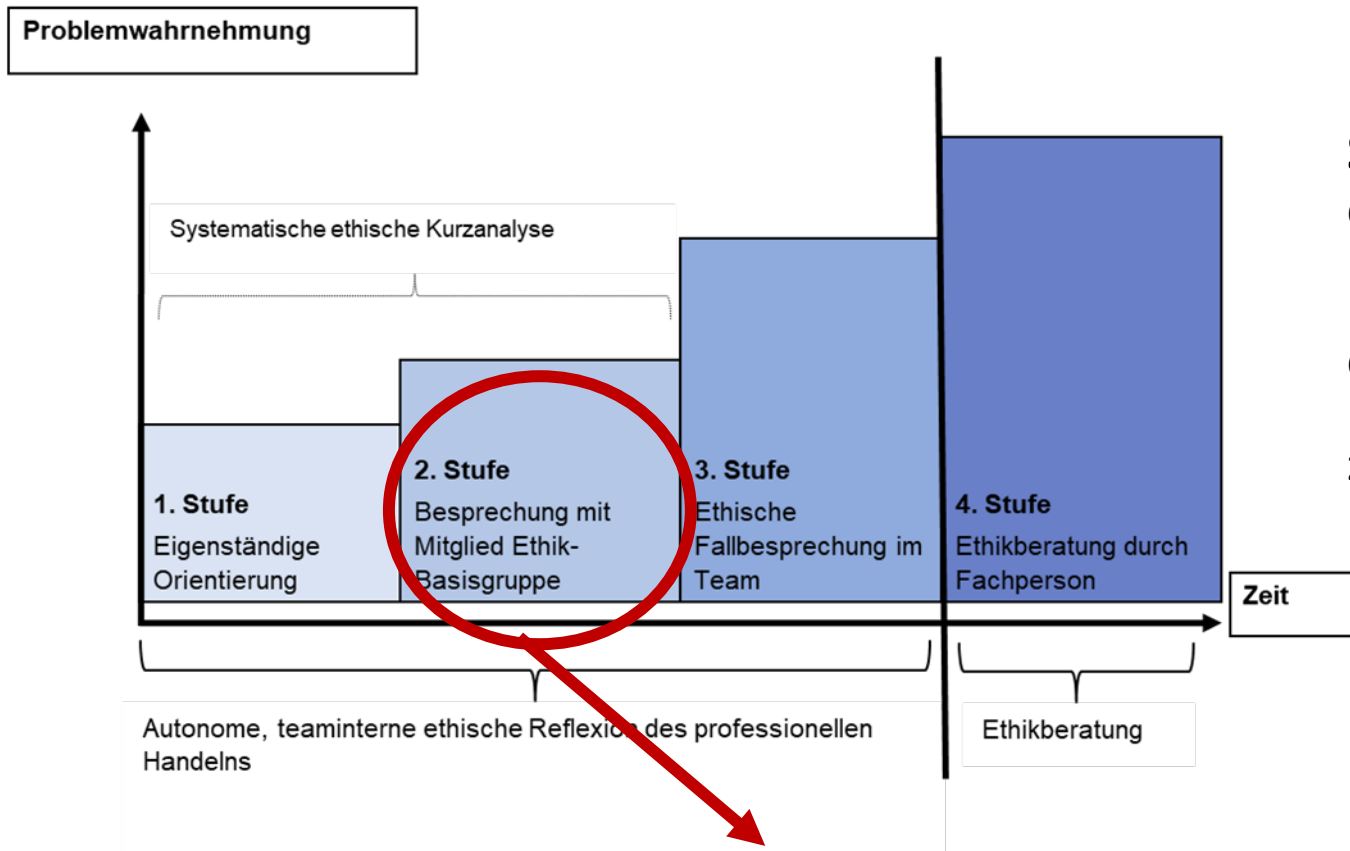 Problemwahrnehmung
Systematische ethische Kurzanalyse
1. Stufe
Eigenständige
Orientierung
2. Stufe
Besprechung mit
Mitglied Ethik-
Basisgruppe
3. Stufe
Ethische
Fallbesprechung im
Team
4. Stufe
Ethikberatung durch
Fachperson
Zeit
Autonome, teaminterne ethische Reflexion des professionellen
Handelns
Ethikberatung